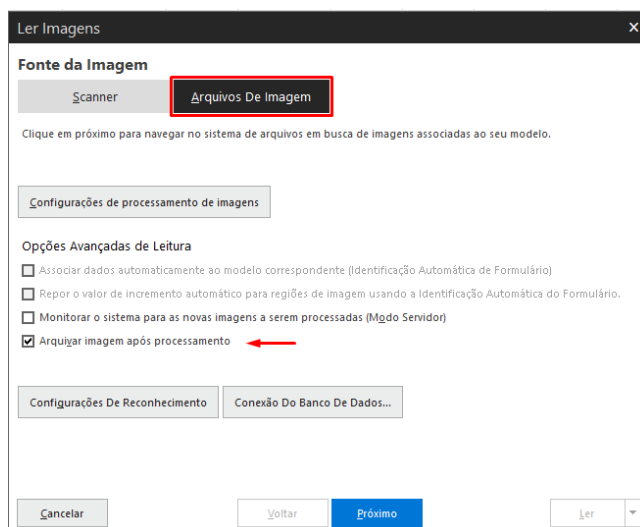 Ler Imagens
Fonte da Imagem
Scanner
Arquivos De Imagem
Clique em próximo para navegar no sistema de arquivos em busca de imagens associadas ao seu modelo.
Configurações de processamento de imagens
Opções Avançadas de Leitura
Associar dados automaticamente ao modelo correspondente (Identificação Automática de Formulário)
Repor o valor de incremento automático para regiões de imagem usando a Identificação Automática do Formulário.
Monitorar o sistema para as novas imagens a serem processadas (Modo Servidor)
Arquivar imagem após processamento
Configurações De Reconhecimento
Conexão Do Banco De Dados...
Cancelar
Voltar
Próximo
Ler